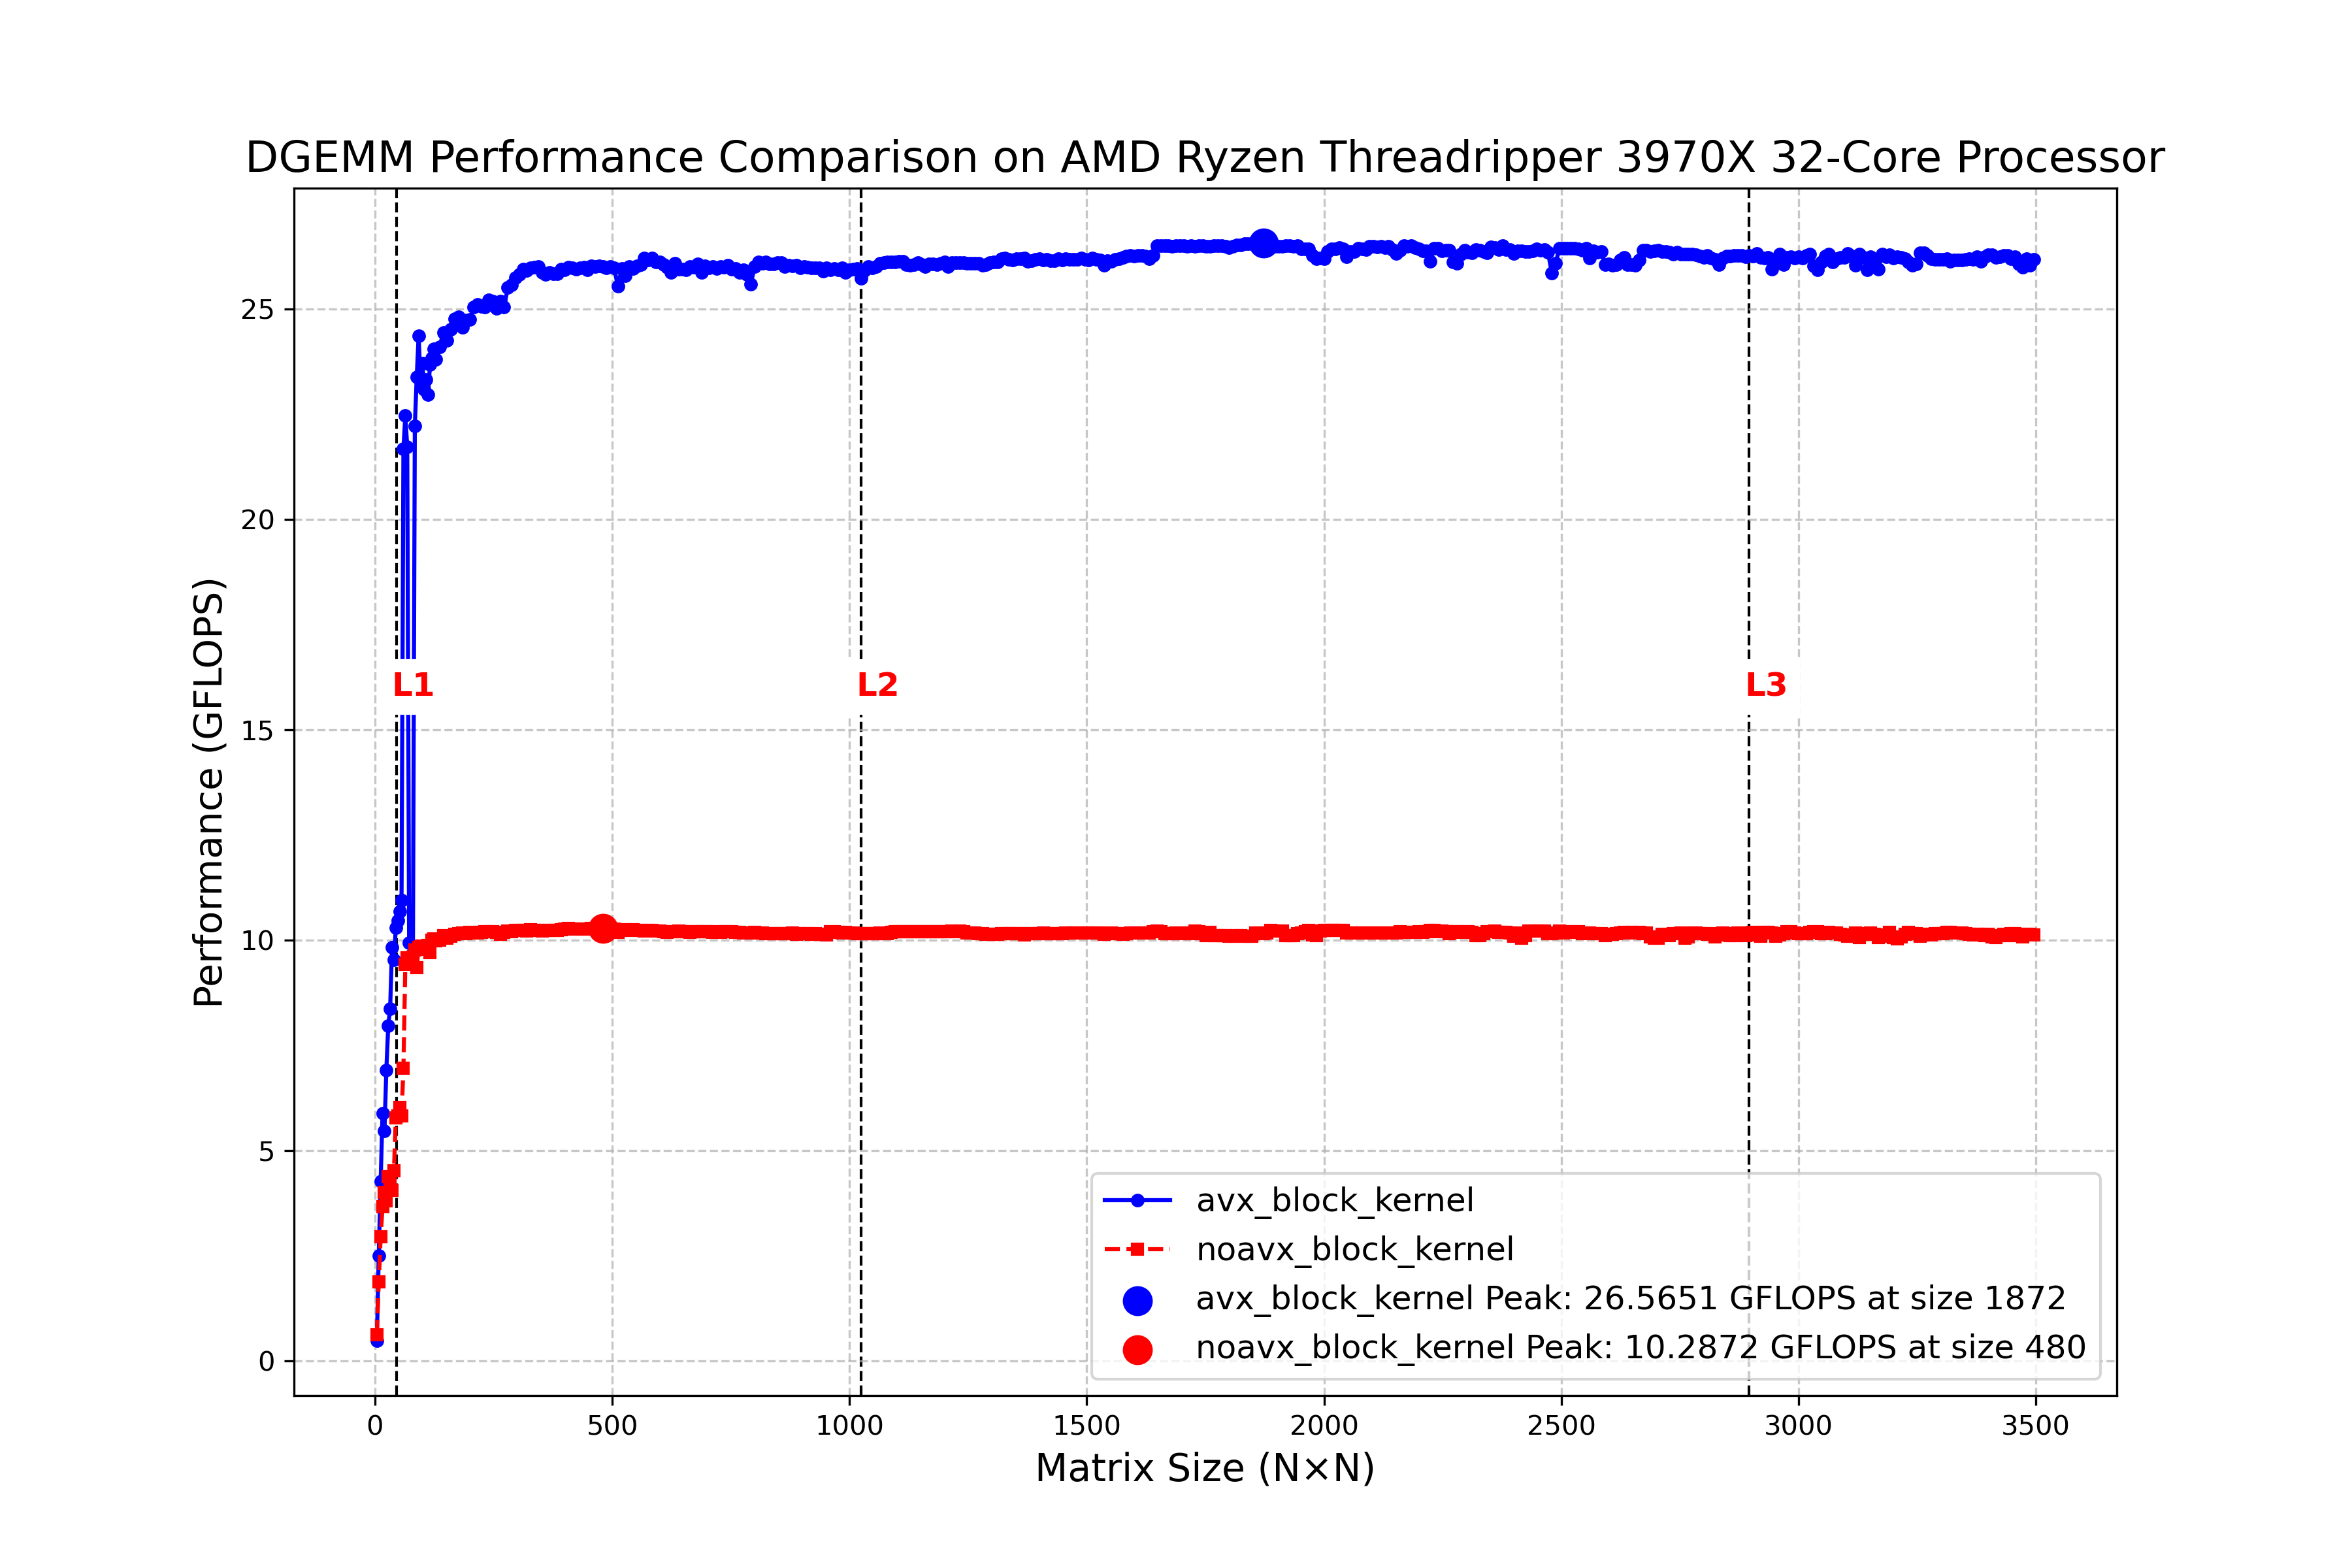 DGEMM Performance Comparison on AMD Ryzen Threadripper 3970X 32-Core Processor
Performance (GFLOPS)
25
20
15
10
5
0
L1
L2
L3
avx_block_kernel
noavx_block_kernel
avx_block_kernel Peak: 26.5651 GFLOPS at size 1872
noavx_block_kernel Peak: 10.2872 GFLOPS at size 480
0 500 1000 1500 2000 2500 3000 3500
Matrix Size (N×N)